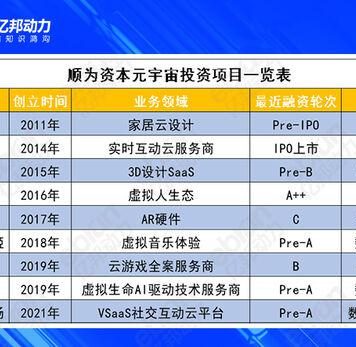 亿邦动力
知识鸿沟
顺为资本元宇宙投资项目一览表
创立时间 业务领域 最近融资轮次
2011年 家居云设计 Pre-IPO
2014年 实时互动云服务商 IPO上市
2015年 3D设计SaaS Pre-B
2016年 虚拟人生态 A++
2017年 AR硬件 C
2018年 虚拟音乐体验 Pre-A
2019年 云游戏全案服务商 B
2019年 虚拟生命AI驱动技术服务商 Pre-A
2021年 VSaaS社交互动云平台 Pre-A